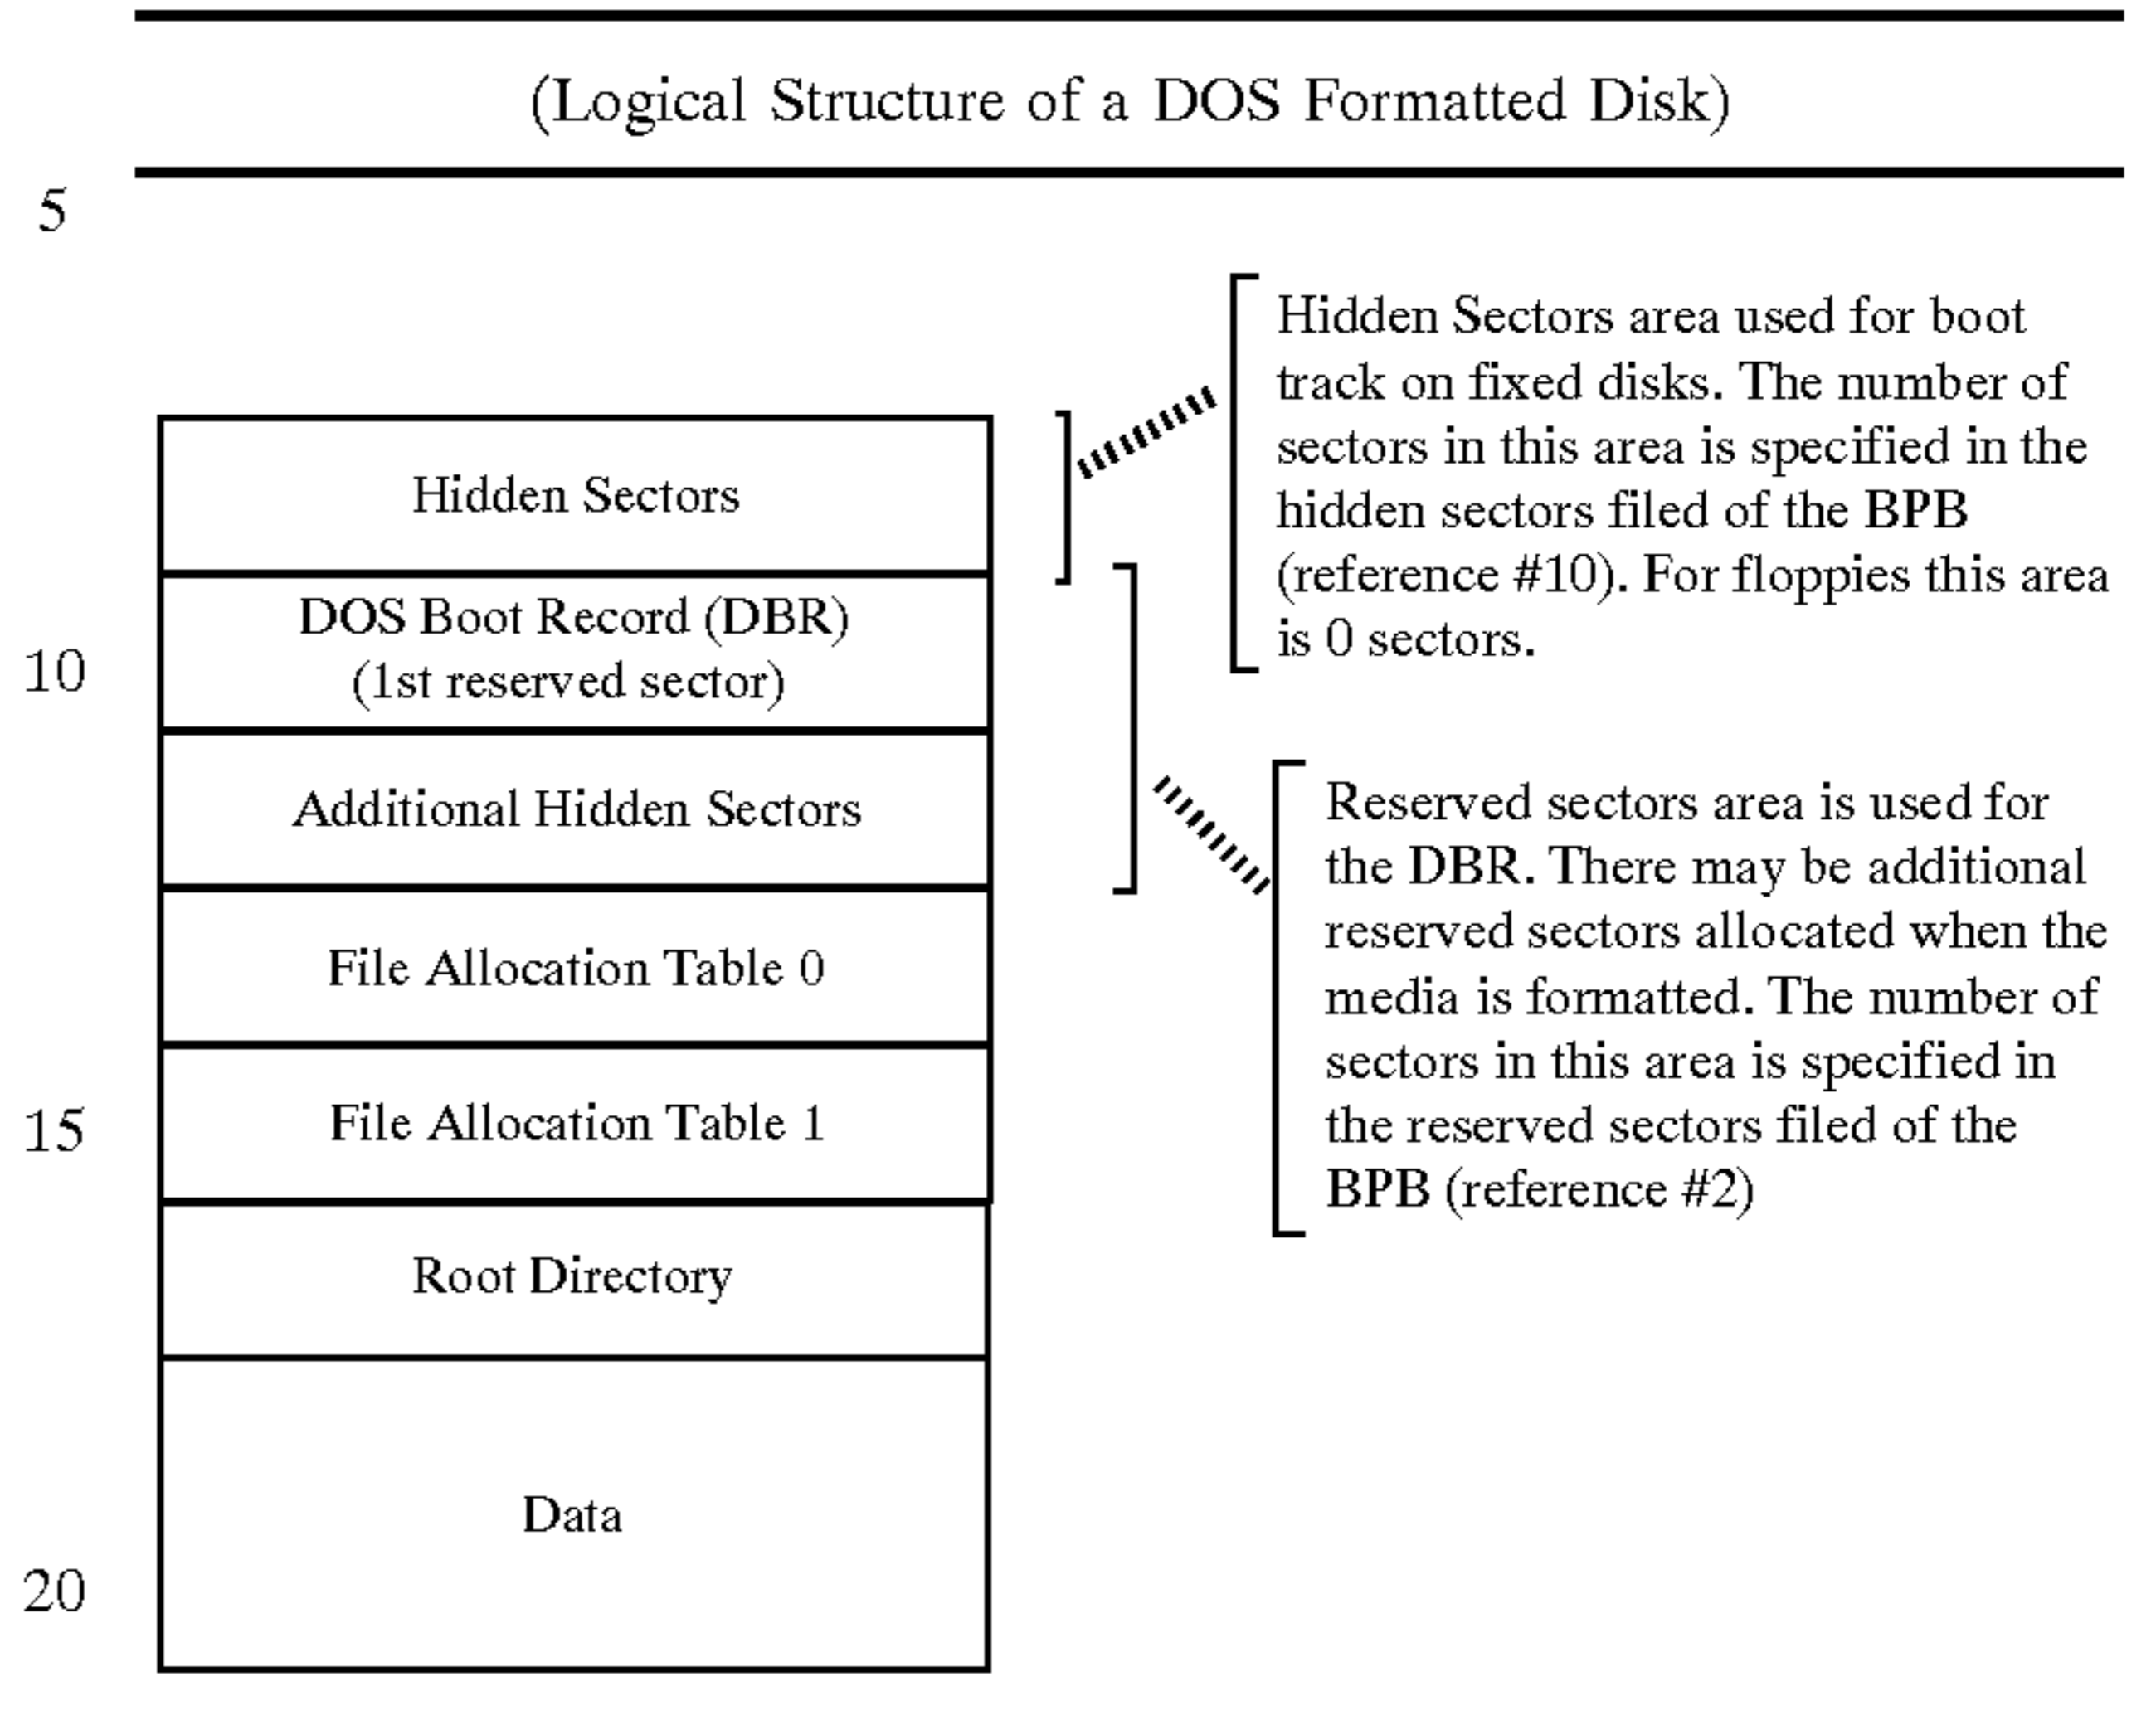 (Logical Structure of a DOS Formatted Disk)
5
Hidden Sectors area used for boot
track on fixed disks. The number of
sectors in this area is specified in the
hidden sectors filed of the BPB
(reference #10). For floppies this area
is 0 sectors.
Hidden Sectors
DOS Boot Record (DBR)
(1st reserved sector)
10
Additional Hidden Sectors
Reserved sectors area is used for
the DBR. There may be additional
reserved sectors allocated when the
media is formatted. The number of
sectors in this area is specified in
the reserved sectors filed of the
BPB (reference #2)
File Allocation Table 0
File Allocation Table 1
15
Root Directory
Data
20